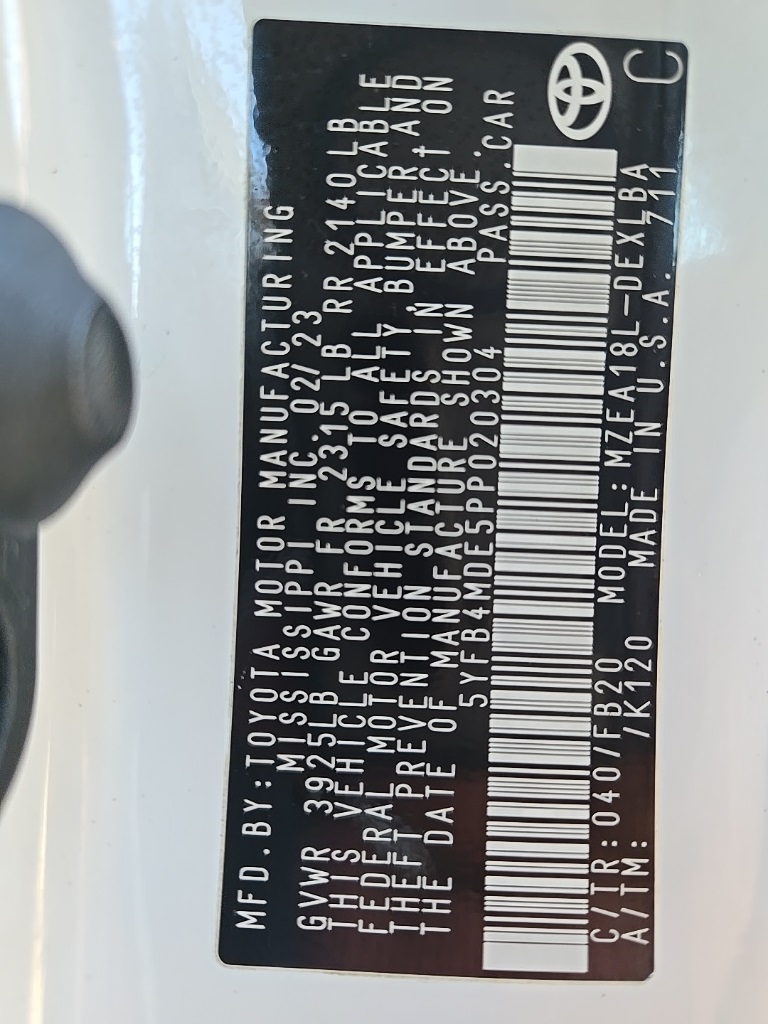 MFD.BY:TOYOTA MOTOR MANUFACTURING
MISSISSIPPI INC. 02/23
GVWR 3925LB GAWR FR 2315 LB RR 2140LB
THIS VEHICLE CONFORMS TO ALL APPLICABLE
FEDERAL MOTOR VEHICLE SAFETY, BUMPER AND
THEFT PREVENTION STANDARDS IN EFFECT ON
THE DATE OF MANUFACTURE SHOWN ABOVE.
5YFB4MDE5PP020304 PASS.CAR
C/TR:040/FB20 MODEL:MZEA18L-DEXLBA
A/TM: /K120 MADE IN U.S.A. 711
C